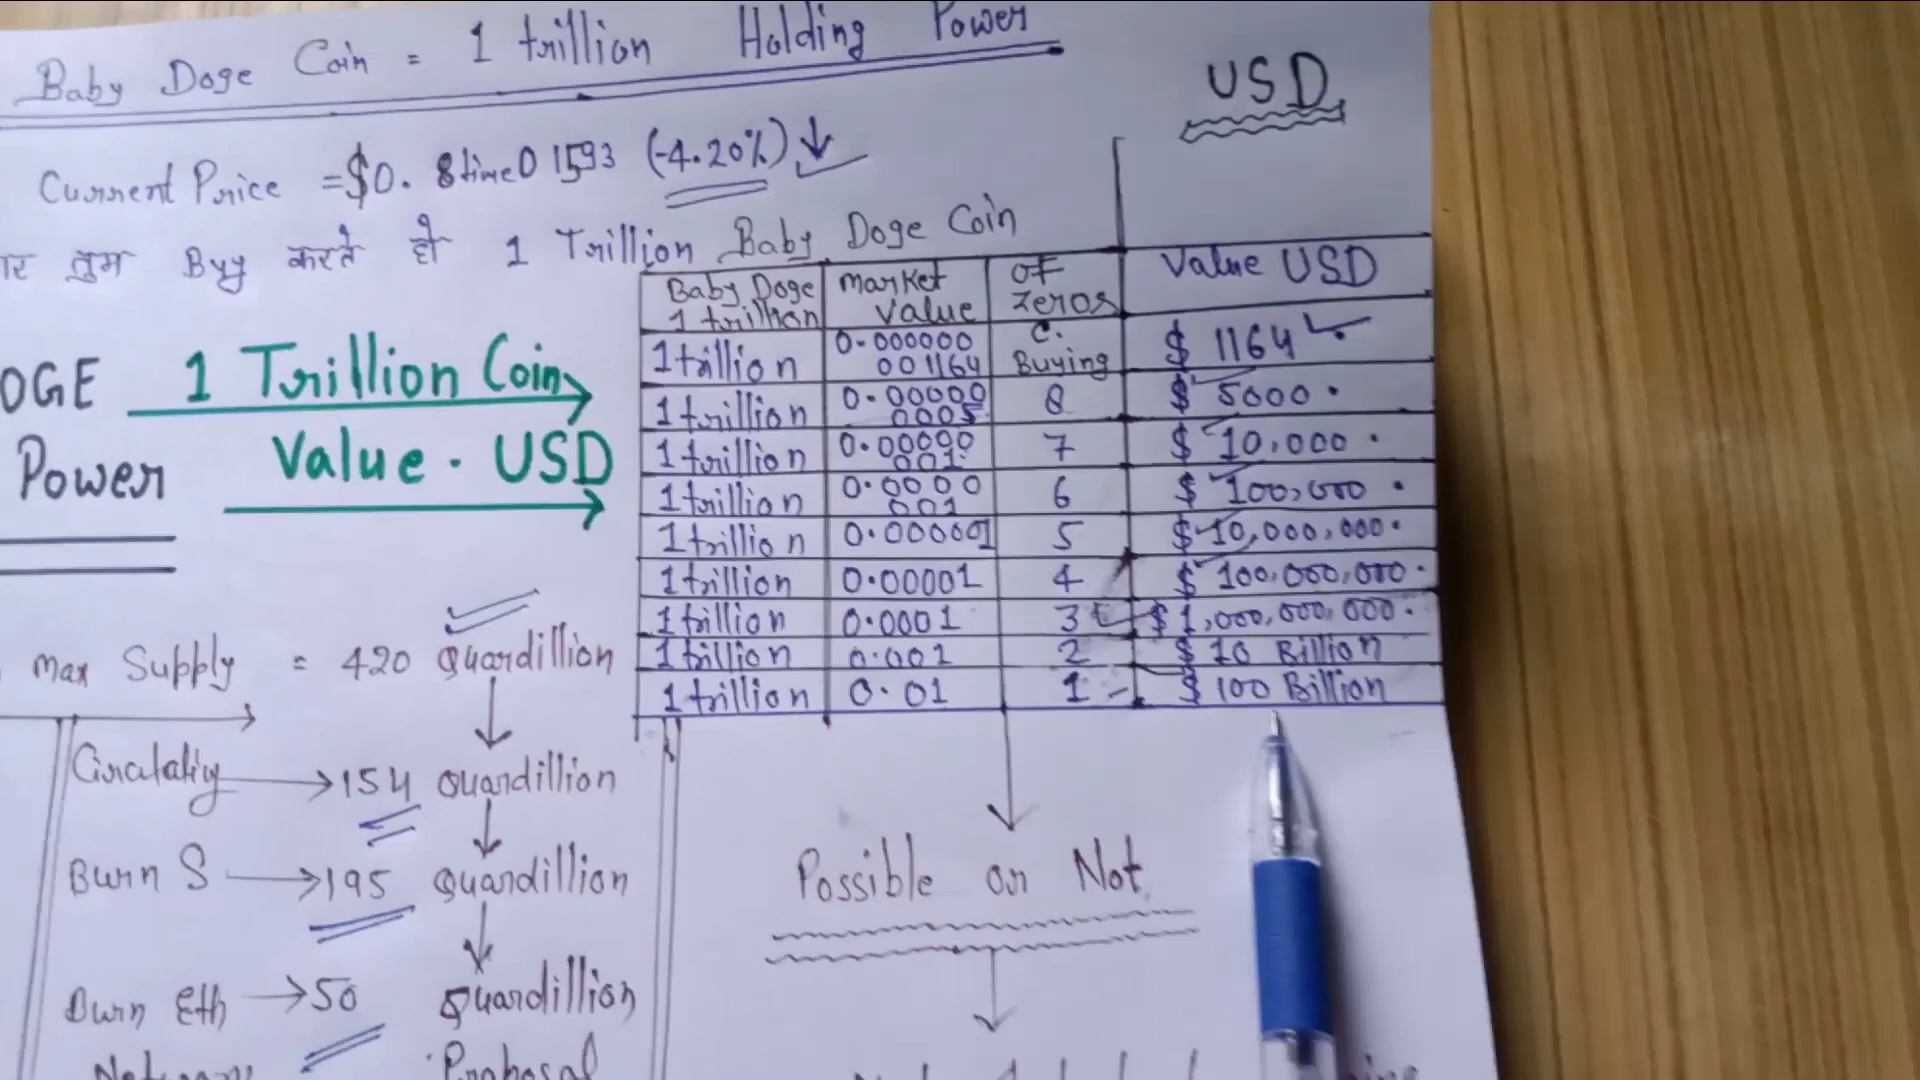 Baby Doge Coin = 1 trillion Holding Power
USD
Current Price = $0. 8time0 1593 (-4.20%) ↓
तुम Buy करते हो 1 Trillion Baby Doge Coin
Baby Doge 1 trillion | Market Value | OF Zeros | Value USD
1 trillion | 0.000000 001164 | C. Buying | $ 1164
1 trillion | 0.00000 0005 | 8 | $ 5000
1 trillion | 0.00000 001 | 7 | $ 10,000
1 trillion | 0.0000 001 | 6 | $ 100,000
1 trillion | 0.000001 | 5 | $ 10,000,000
1 trillion | 0.00001 | 4 | $ 100,000,000
1 trillion | 0.0001 | 3 | $ 1,000,000,000
1 trillion | 0.001 | 2 | $ 10 Billion
1 trillion | 0.01 | 1 | $ 100 Billion
OGE 1 Trillion Coin
Power Value. USD
Max Supply = 420 Quardillion
→ 154 Quardillion
Burn S → 195 Quardillion
Burn Eth → 50 Quardillion
Proposal
Possible or Not